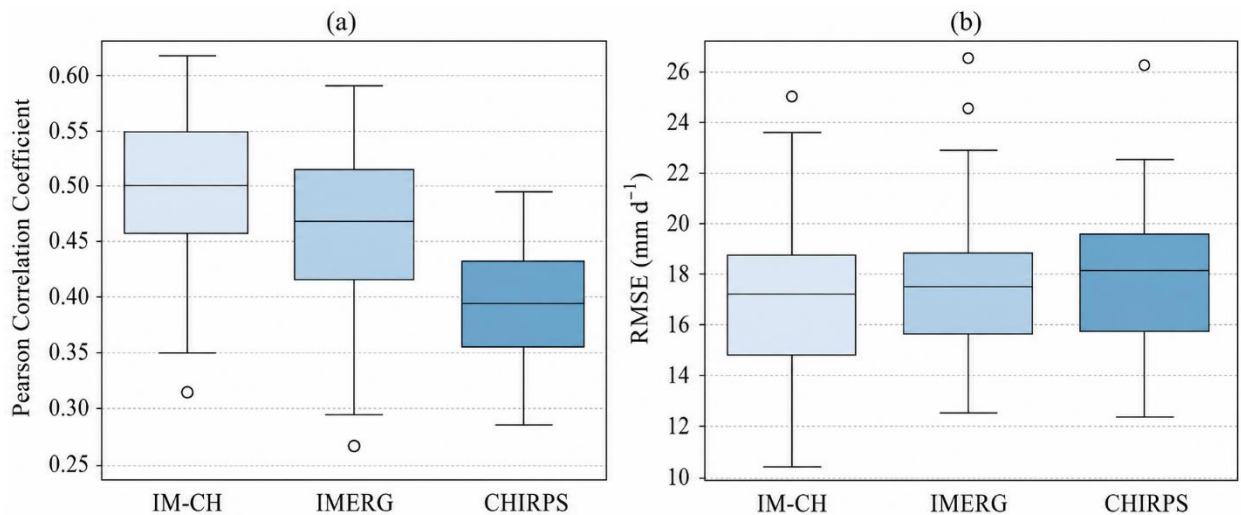 (a)
Pearson Correlation Coefficient
0.60
0.55
0.50
0.45
0.40
0.35
0.30
0.25
IM-CH IMERG CHIRPS
(b)
RMSE (mm d⁻¹)
26
24
22
20
18
16
14
12
10
IM-CH IMERG CHIRPS